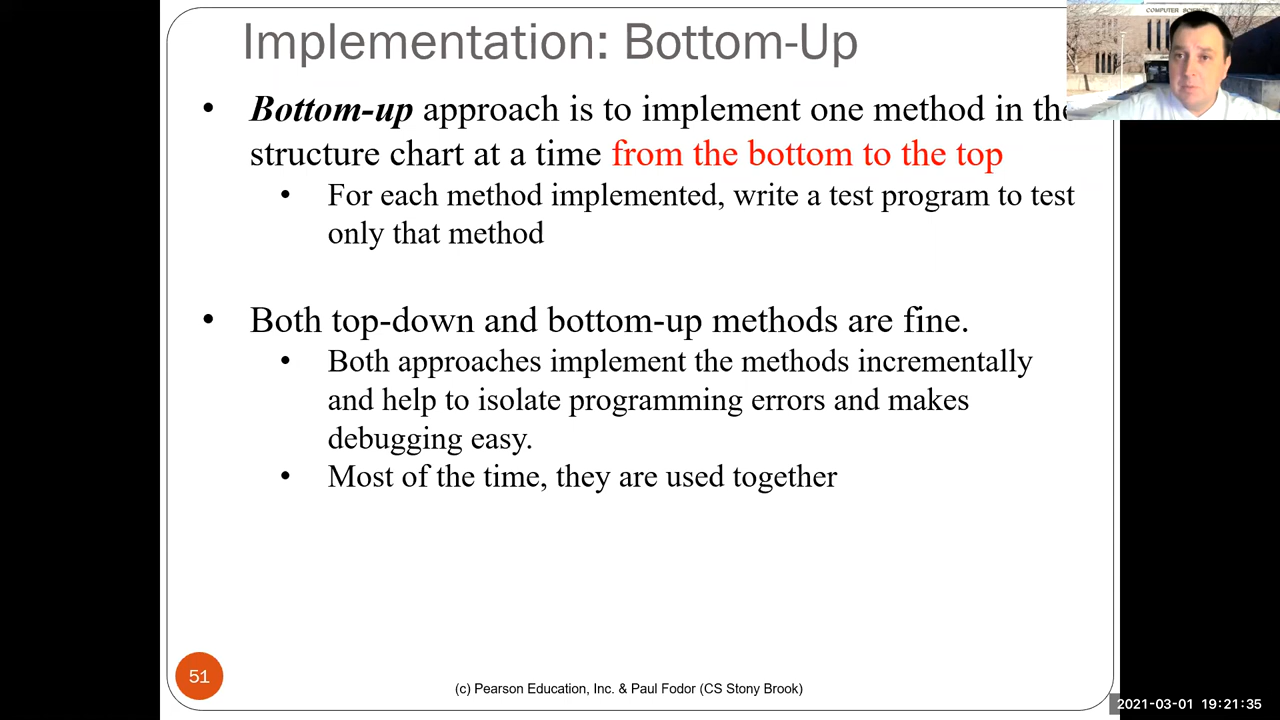 Implementation: Bottom-Up
COMPUTER SCIENCE
• Bottom-up approach is to implement one method in the
structure chart at a time from the bottom to the top
• For each method implemented, write a test program to test
only that method
• Both top-down and bottom-up methods are fine.
• Both approaches implement the methods incrementally
and help to isolate programming errors and makes
debugging easy.
• Most of the time, they are used together
51
(c) Pearson Education, Inc. & Paul Fodor (CS Stony Brook)
2021-03-01 19:21:35